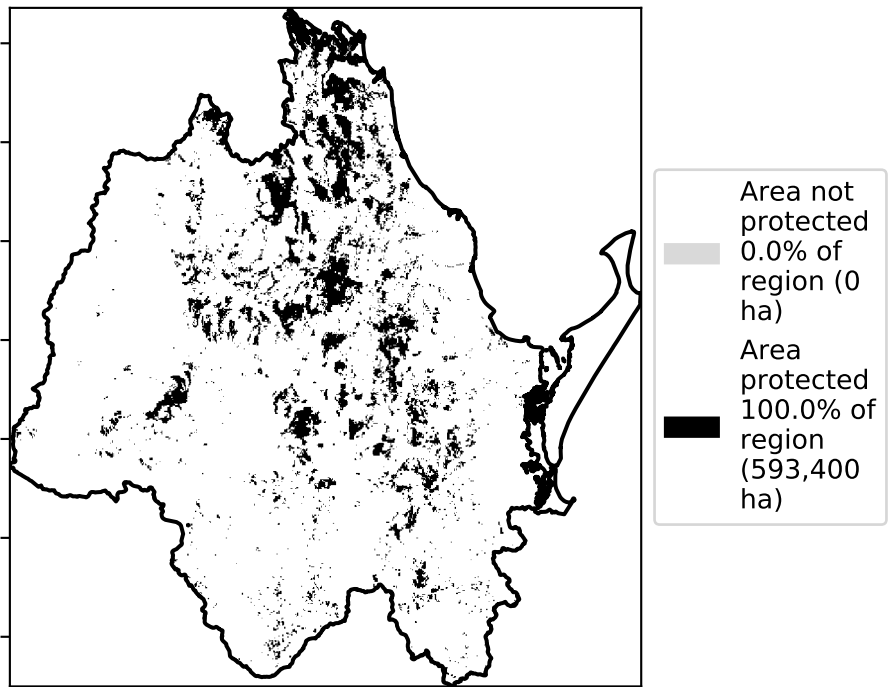 Area not
protected
0.0% of
region (0
ha)
Area
protected
100.0% of
region
(593,400
ha)